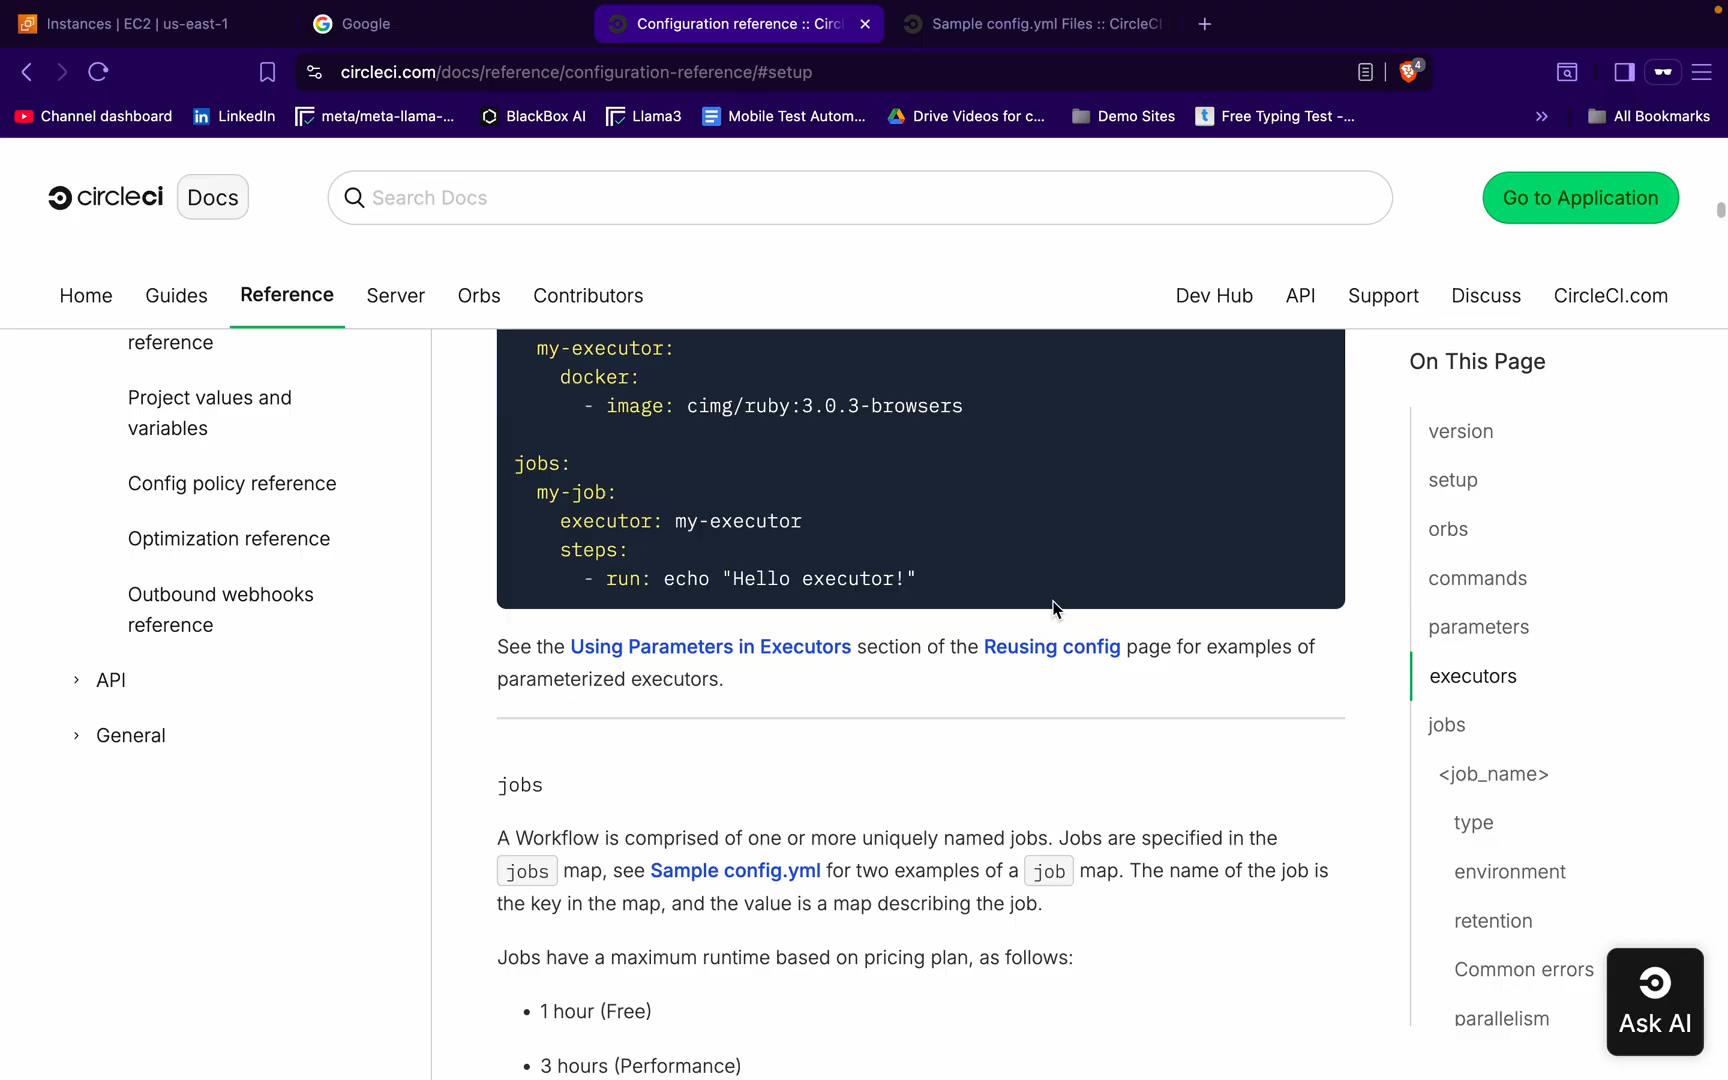 Instances | EC2 | us-east-1
Google
Configuration reference :: Circ
Sample config.yml Files :: CircleC
circleci.com/docs/reference/configuration-reference/#setup
4
Channel dashboard
LinkedIn
meta/meta-llama-...
BlackBox AI
Llama3
Mobile Test Autom...
Drive Videos for c...
Demo Sites
Free Typing Test -...
»
All Bookmarks
circleci
Docs
Search Docs
Go to Application
Home
Guides
Reference
Server
Orbs
Contributors
Dev Hub
API
Support
Discuss
CircleCI.com
reference
Project values and
variables
Config policy reference
Optimization reference
Outbound webhooks
reference
API
General
my-executor:
docker:
- image: cimg/ruby:3.0.3-browsers
jobs:
my-job:
executor: my-executor
steps:
- run: echo "Hello executor!"
See the Using Parameters in Executors section of the Reusing config page for examples of
parameterized executors.
jobs
A Workflow is comprised of one or more uniquely named jobs. Jobs are specified in the
jobs map, see Sample config.yml for two examples of a job map. The name of the job is
the key in the map, and the value is a map describing the job.
Jobs have a maximum runtime based on pricing plan, as follows:
• 1 hour (Free)
• 3 hours (Performance)
On This Page
version
setup
orbs
commands
parameters
executors
jobs
<job_name>
type
environment
retention
Common errors
parallelism
Ask AI